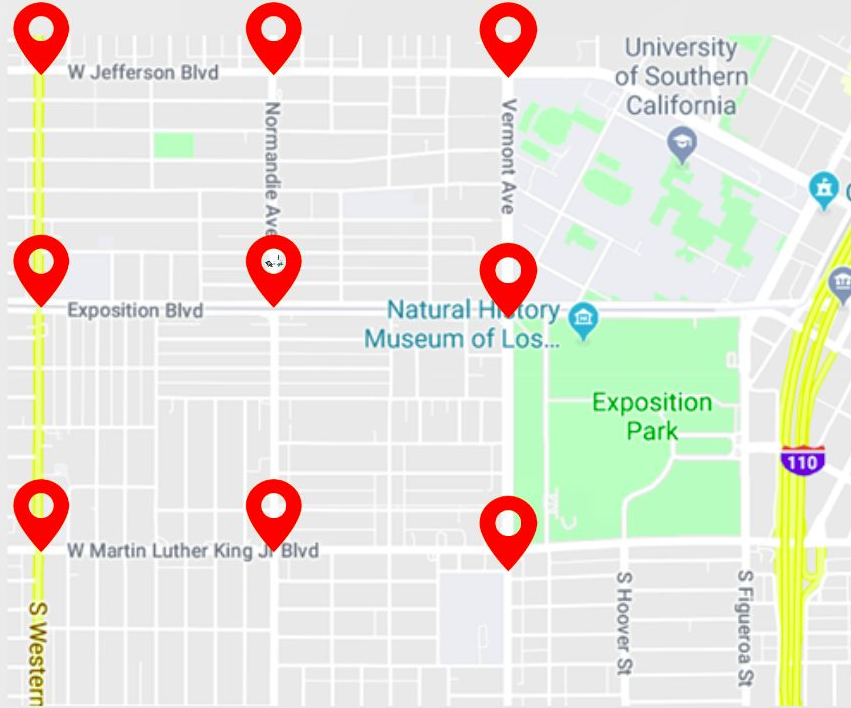 University
of Southern
California
W Jefferson Blvd
Normandie Ave
Vermont Ave
Exposition Blvd
Natural History
Museum of Los...
Exposition
Park
110
W Martin Luther King Jr Blvd
S Western
S Hoover St
S Figueroa St